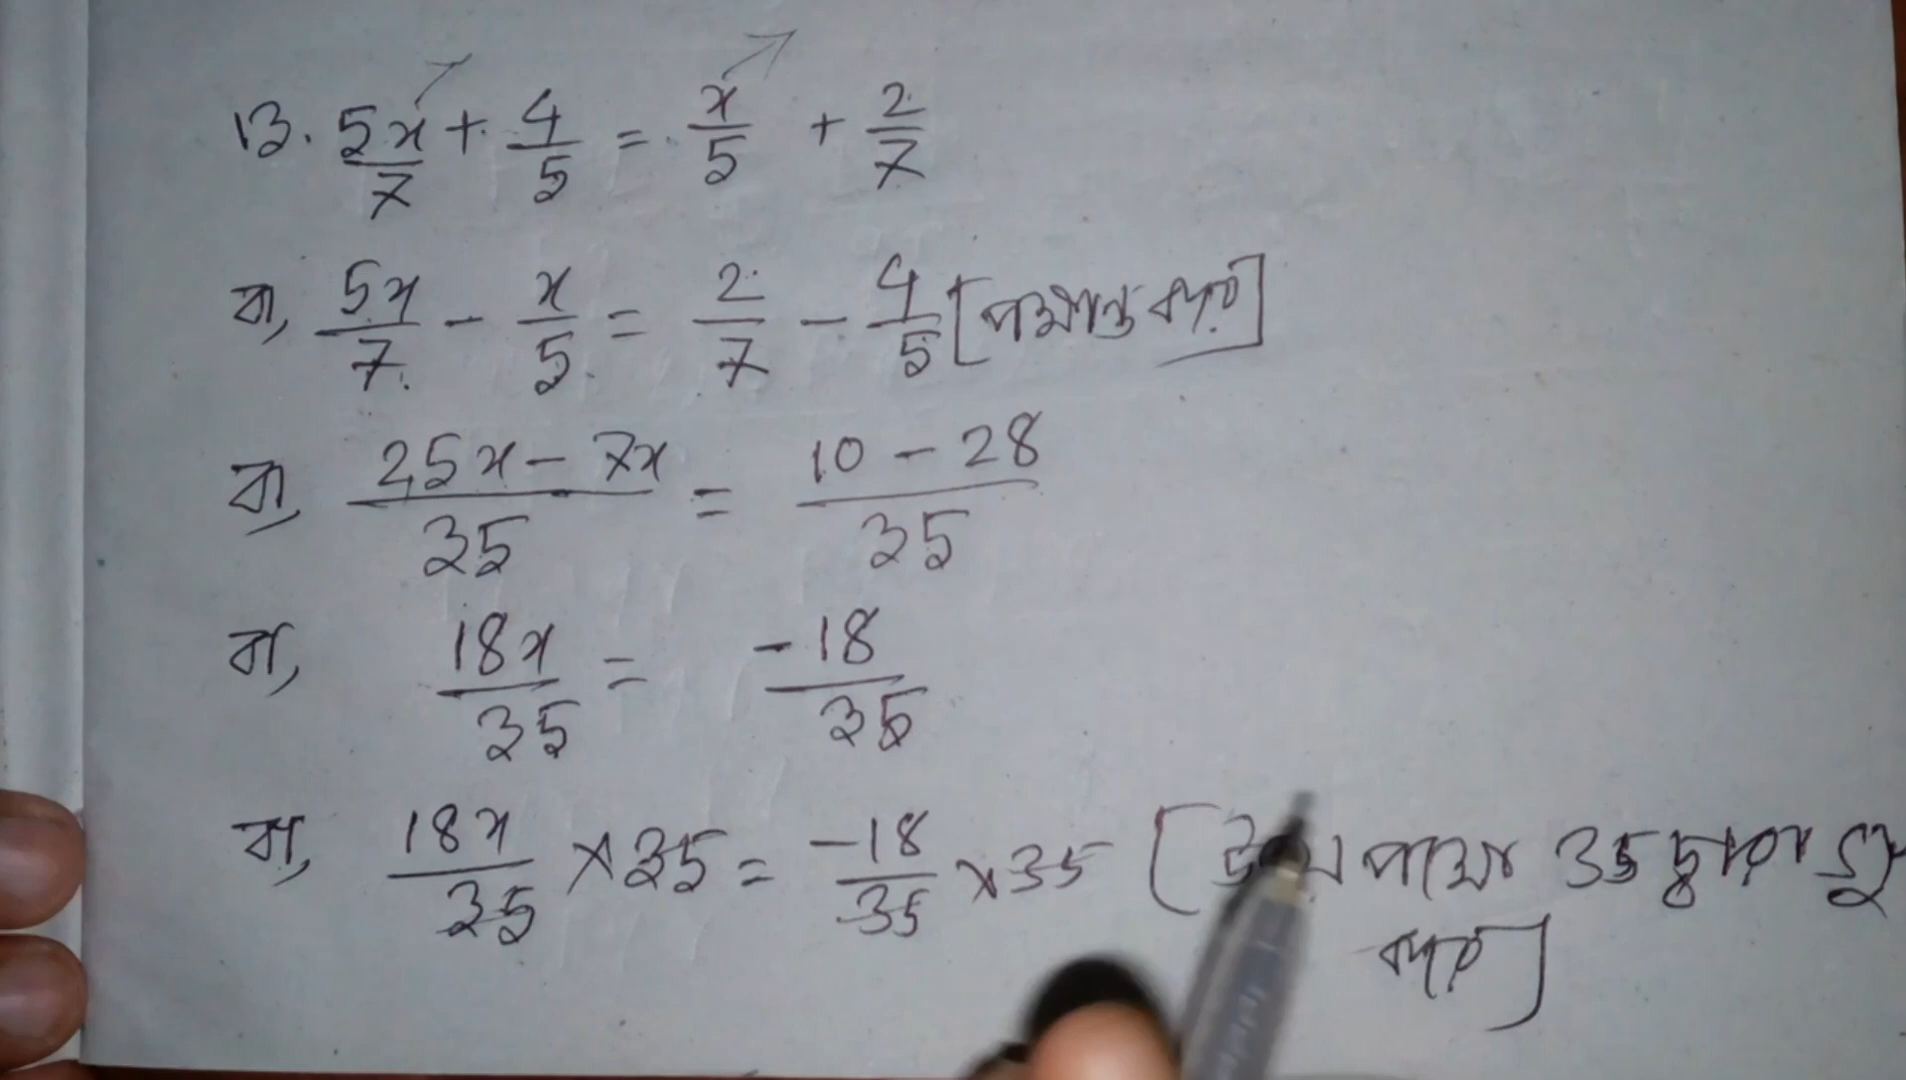 13. 5x/7 + 4/5 = x/5 + 2/7
বা, 5x/7 - x/5 = 2/7 - 4/5 [পক্ষান্তর করে]
বা, (25x - 7x)/35 = (10 - 28)/35
বা, 18x/35 = -18/35
বা, 18x/35 × 35 = -18/35 × 35 [পক্ষকে 35 দ্বারা
করে]